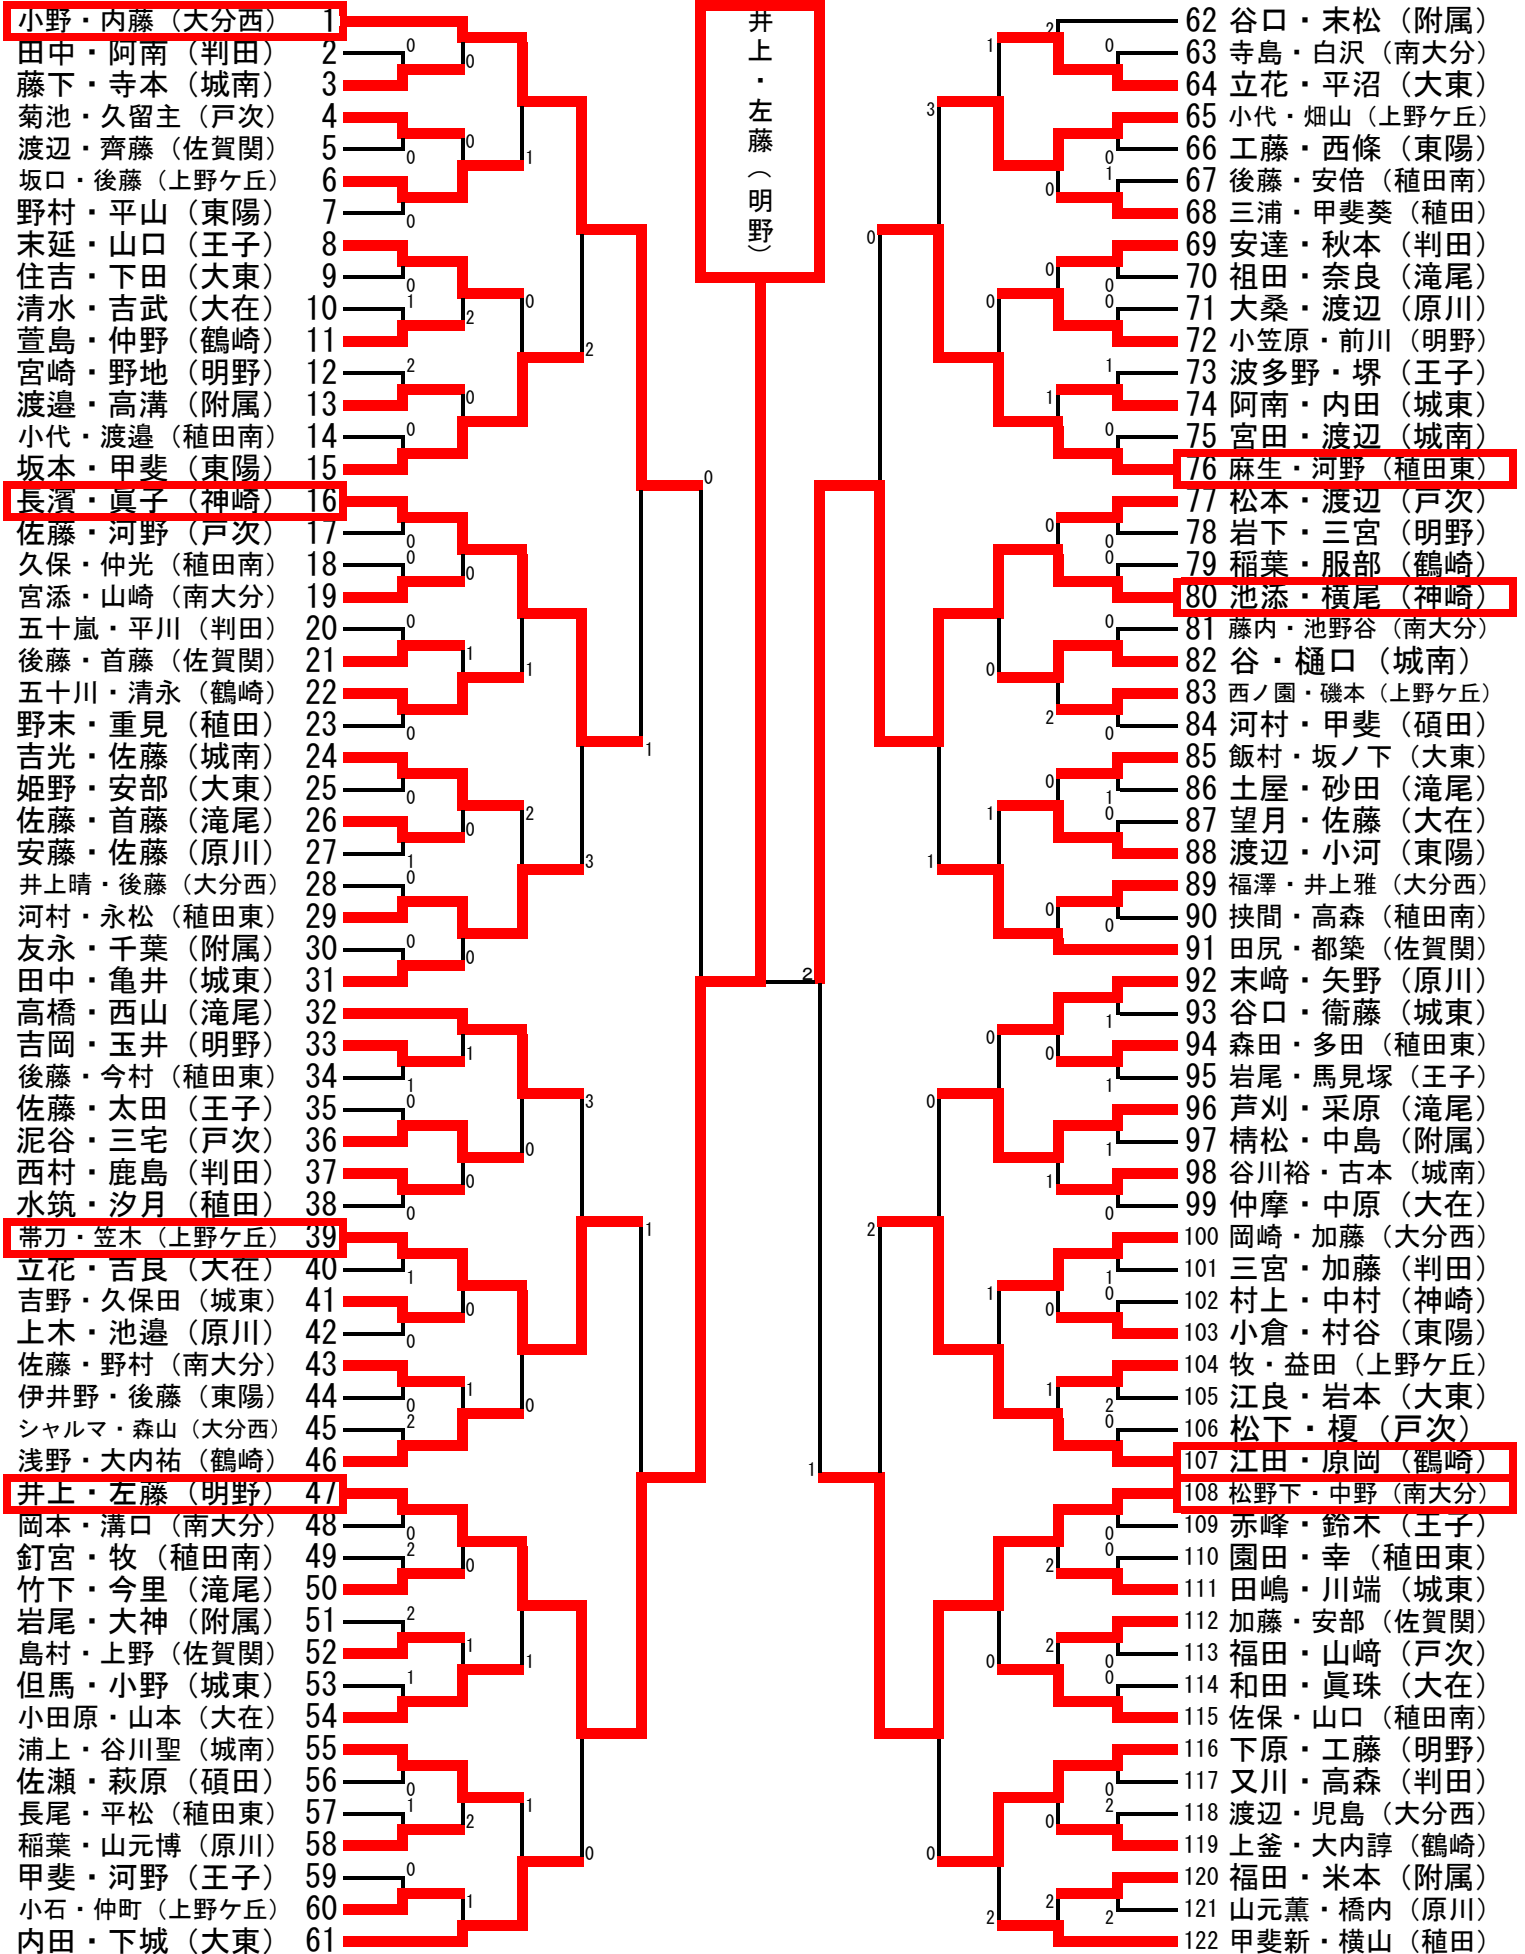 小野・内藤（大分西） 1
田中・阿南（判田） 2
藤下・寺本（城南） 3
菊池・久留主（戸次） 4
渡辺・齊藤（佐賀関） 5
坂口・後藤（上野ケ丘） 6
野村・平山（東陽） 7
末延・山口（王子） 8
住吉・下田（大東） 9
清水・吉武（大在） 10
萱島・仲野（鶴崎） 11
宮崎・野地（明野） 12
渡邉・高溝（附属） 13
小代・渡邉（稙田南） 14
坂本・甲斐（東陽） 15
長濱・眞子（神崎） 16
佐藤・河野（戸次） 17
久保・仲光（稙田南） 18
宮添・山崎（南大分） 19
五十嵐・平川（判田） 20
後藤・首藤（佐賀関） 21
五十川・清永（鶴崎） 22
野末・重見（稙田） 23
吉光・佐藤（城南） 24
姫野・安部（大東） 25
佐藤・首藤（滝尾） 26
安藤・佐藤（原川） 27
井上晴・後藤（大分西） 28
河村・永松（稙田東） 29
友永・千葉（附属） 30
田中・亀井（城東） 31
高橋・西山（滝尾） 32
吉岡・玉井（明野） 33
後藤・今村（稙田東） 34
佐藤・太田（王子） 35
泥谷・三宅（戸次） 36
西村・鹿島（判田） 37
水筑・汐月（稙田） 38
帯刀・笠木（上野ケ丘） 39
立花・吉良（大在） 40
吉野・久保田（城東） 41
上木・池邉（原川） 42
佐藤・野村（南大分） 43
伊井野・後藤（東陽） 44
シャルマ・森山（大分西） 45
浅野・大内祐（鶴崎） 46
井上・左藤（明野） 47
岡本・溝口（南大分） 48
釘宮・牧（稙田南） 49
竹下・今里（滝尾） 50
岩尾・大神（附属） 51
島村・上野（佐賀関） 52
但馬・小野（城東） 53
小田原・山本（大在） 54
浦上・谷川聖（城南） 55
佐瀬・萩原（碩田） 56
長尾・平松（稙田東） 57
稲葉・山元博（原川） 58
甲斐・河野（王子） 59
小石・仲町（上野ケ丘） 60
内田・下城（大東） 61
井上・左藤（明野）
62 谷口・末松（附属）
63 寺島・白沢（南大分）
64 立花・平沼（大東）
65 小代・畑山（上野ケ丘）
66 工藤・西條（東陽）
67 後藤・安倍（稙田南）
68 三浦・甲斐葵（稙田）
69 安達・秋本（判田）
70 祖田・奈良（滝尾）
71 大桑・渡辺（原川）
72 小笠原・前川（明野）
73 波多野・堺（王子）
74 阿南・内田（城東）
75 宮田・渡辺（城南）
76 麻生・河野（稙田東）
77 松本・渡辺（戸次）
78 岩下・三宮（明野）
79 稲葉・服部（鶴崎）
80 池添・横尾（神崎）
81 藤内・池野谷（南大分）
82 谷・樋口（城南）
83 西ノ園・磯本（上野ケ丘）
84 河村・甲斐（碩田）
85 飯村・坂ノ下（大東）
86 土屋・砂田（滝尾）
87 望月・佐藤（大在）
88 渡辺・小河（東陽）
89 福澤・井上雅（大分西）
90 挟間・高森（稙田南）
91 田尻・都築（佐賀関）
92 末﨑・矢野（原川）
93 谷口・衞藤（城東）
94 森田・多田（稙田東）
95 岩尾・馬見塚（王子）
96 芦刈・采原（滝尾）
97 楕松・中島（附属）
98 谷川裕・古本（城南）
99 仲摩・中原（大在）
100 岡崎・加藤（大分西）
101 三宮・加藤（判田）
102 村上・中村（神崎）
103 小倉・村谷（東陽）
104 牧・益田（上野ケ丘）
105 江良・岩本（大東）
106 松下・榎（戸次）
107 江田・原岡（鶴崎）
108 松野下・中野（南大分）
109 赤峰・鈴木（王子）
110 園田・幸（稙田東）
111 田嶋・川端（城東）
112 加藤・安部（佐賀関）
113 福田・山﨑（戸次）
114 和田・眞珠（大在）
115 佐保・山口（稙田南）
116 下原・工藤（明野）
117 又川・高森（判田）
118 渡辺・児島（大分西）
119 上釜・大内諄（鶴崎）
120 福田・米本（附属）
121 山元薫・橋内（原川）
122 甲斐新・横山（稙田）